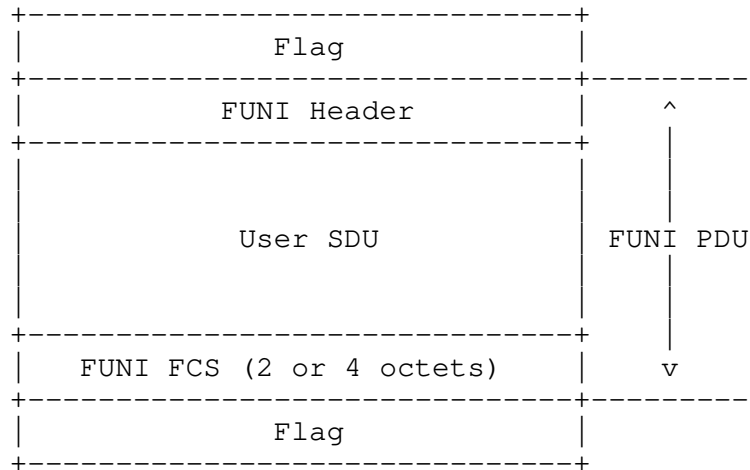 Flag
FUNI Header ^
User SDU FUNI PDU
FUNI FCS (2 or 4 octets) v
Flag